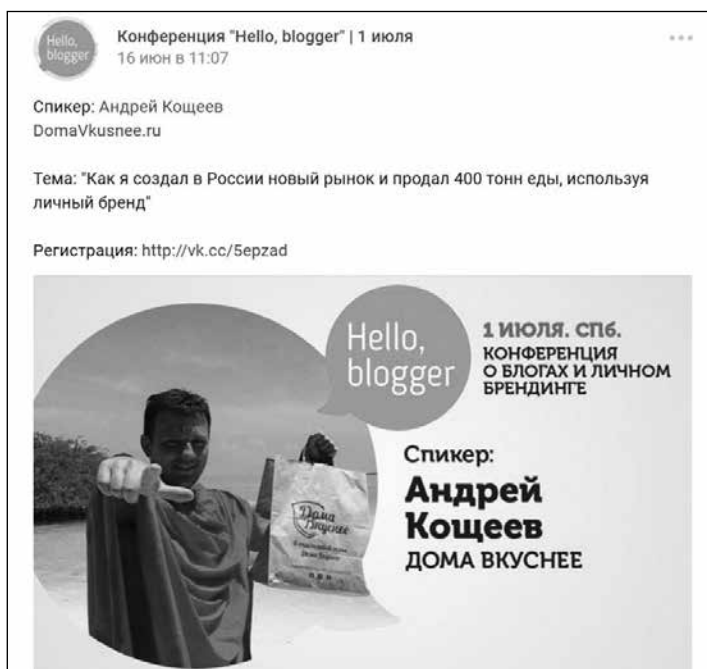 Hello,
blogger
Конференция "Hello, blogger" | 1 июля
16 июн в 11:07
Спикер: Андрей Кощеев
DomaVkusnee.ru
Тема: "Как я создал в России новый рынок и продал 400 тонн еды, используя
личный бренд"
Регистрация: http://vk.cc/5epzad
Hello,
blogger
1 ИЮЛЯ. СПб.
КОНФЕРЕНЦИЯ
О БЛОГАХ И ЛИЧНОМ
БРЕНДИНГЕ
Спикер:
Андрей
Кощеев
ДОМА ВКУСНЕЕ
Дома
Вкуснее